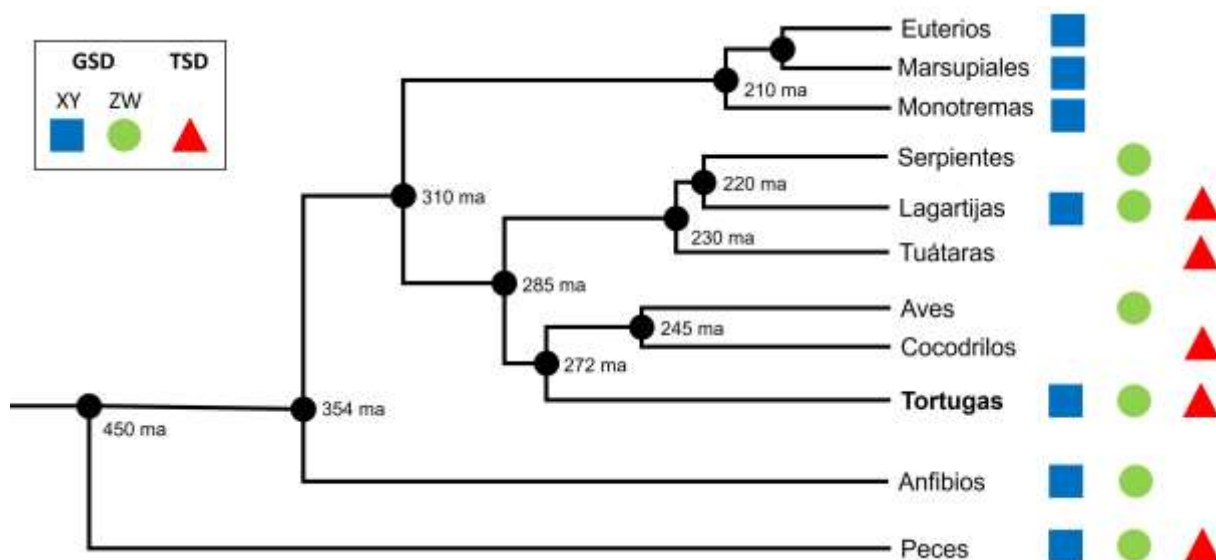 GSD TSD
XY ZW
Euterios
Marsupiales
210 ma
Monotremas
Serpientes
310 ma
220 ma
Lagartijas
230 ma
Tuátaras
285 ma
Aves
245 ma
Cocodrilos
272 ma
Tortugas
354 ma
450 ma
Anfibios
Peces